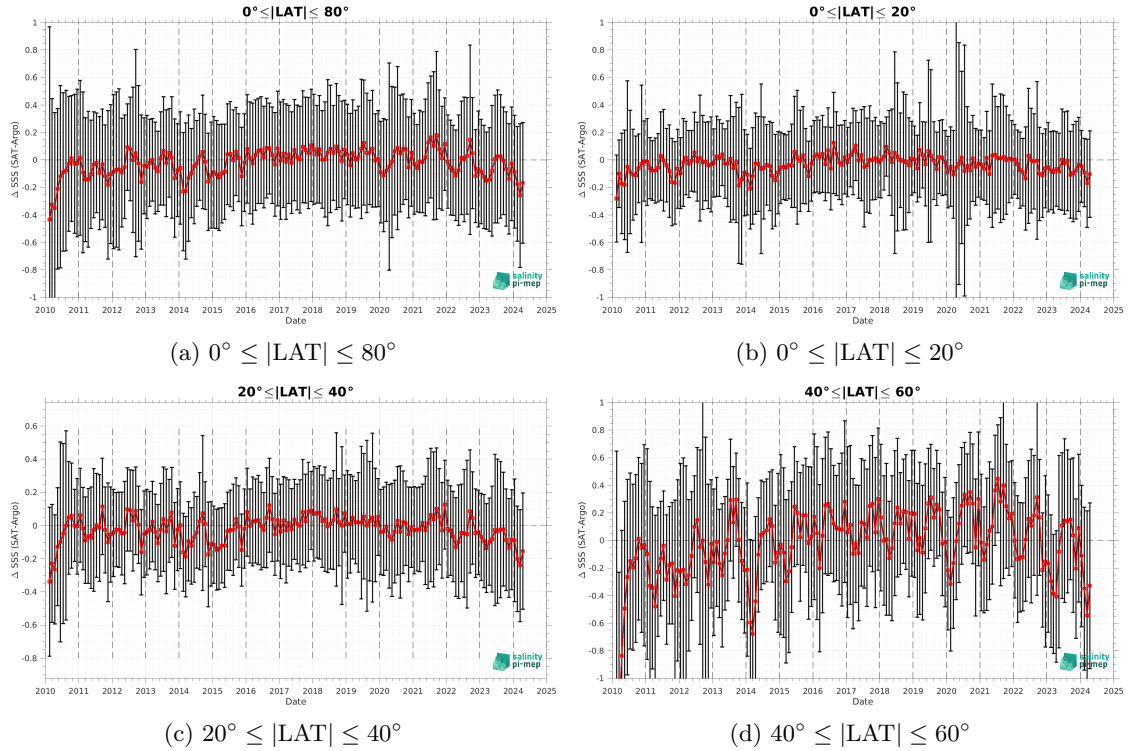 0°≤|LAT|≤ 80°
Δ SSS (SAT-Argo)
1
0.8
0.6
0.4
0.2
0
-0.2
-0.4
-0.6
-0.8
-1
2010 2011 2012 2013 2014 2015 2016 2017 2018 2019 2020 2021 2022 2023 2024 2025
Date
salinity
pi-mep
(a) 0° ≤ |LAT| ≤ 80°
0°≤|LAT|≤ 20°
Δ SSS (SAT-Argo)
1
0.8
0.6
0.4
0.2
0
-0.2
-0.4
-0.6
-0.8
-1
2010 2011 2012 2013 2014 2015 2016 2017 2018 2019 2020 2021 2022 2023 2024 2025
Date
salinity
pi-mep
(b) 0° ≤ |LAT| ≤ 20°
20°≤|LAT|≤ 40°
Δ SSS (SAT-Argo)
0.6
0.4
0.2
0
-0.2
-0.4
-0.6
-0.8
2010 2011 2012 2013 2014 2015 2016 2017 2018 2019 2020 2021 2022 2023 2024 2025
Date
salinity
pi-mep
(c) 20° ≤ |LAT| ≤ 40°
40°≤|LAT|≤ 60°
Δ SSS (SAT-Argo)
1
0.8
0.6
0.4
0.2
0
-0.2
-0.4
-0.6
-0.8
-1
2010 2011 2012 2013 2014 2015 2016 2017 2018 2019 2020 2021 2022 2023 2024 2025
Date
salinity
pi-mep
(d) 40° ≤ |LAT| ≤ 60°